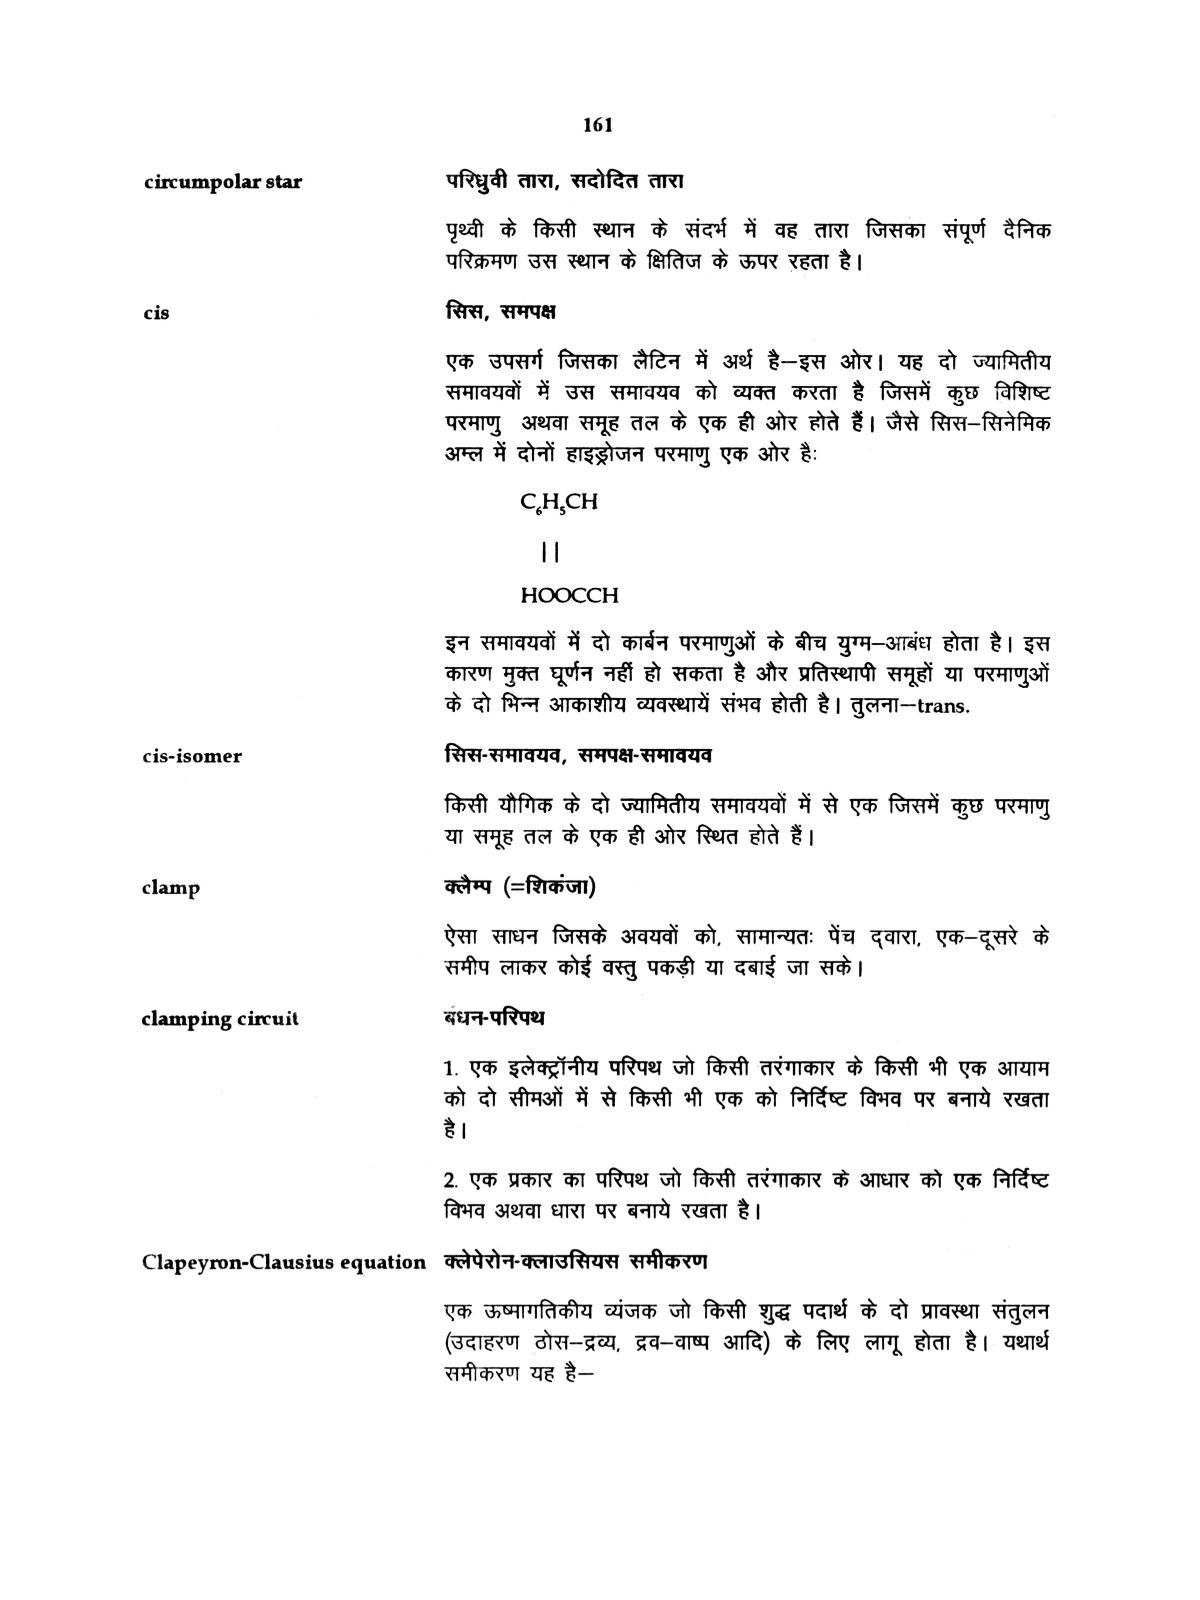 161
circumpolar star परिध्रुवी तारा, सदोदित तारा
पृथ्वी के किसी स्थान के संदर्भ में वह तारा जिसका संपूर्ण दैनिक
परिक्रमण उस स्थान के क्षितिज के ऊपर रहता है।
cis सिस, समपक्ष
एक उपसर्ग जिसका लैटिन में अर्थ है–इस ओर। यह दो ज्यामितीय
समावयवों में उस समावयव को व्यक्त करता है जिसमें कुछ विशिष्ट
परमाणु अथवा समूह तल के एक ही ओर होते हैं। जैसे सिस–सिनेमिक
अम्ल में दोनों हाइड्रोजन परमाणु एक ओर है:
C₆H₅CH
||
HOOCCH
इन समावयवों में दो कार्बन परमाणुओं के बीच युग्म–आबंध होता है। इस
कारण मुक्त घूर्णन नहीं हो सकता है और प्रतिस्थापी समूहों या परमाणुओं
के दो भिन्न आकाशीय व्यवस्थायें संभव होती है। तुलना–trans.
cis-isomer सिस-समावयव, समपक्ष-समावयव
किसी यौगिक के दो ज्यामितीय समावयवों में से एक जिसमें कुछ परमाणु
या समूह तल के एक ही ओर स्थित होते हैं।
clamp क्लैम्प (=शिकंजा)
ऐसा साधन जिसके अवयवों को, सामान्यतः पेंच द्वारा, एक–दूसरे के
समीप लाकर कोई वस्तु पकड़ी या दबाई जा सके।
clamping circuit बंधन-परिपथ
1. एक इलेक्ट्रॉनीय परिपथ जो किसी तरंगाकार के किसी भी एक आयाम
को दो सीमओं में से किसी भी एक को निर्दिष्ट विभव पर बनाये रखता
है।
2. एक प्रकार का परिपथ जो किसी तरंगाकार के आधार को एक निर्दिष्ट
विभव अथवा धारा पर बनाये रखता है।
Clapeyron-Clausius equation क्लेपेरोन-क्लाउसियस समीकरण
एक ऊष्मागतिकीय व्यंजक जो किसी शुद्ध पदार्थ के दो प्रावस्था संतुलन
(उदाहरण ठोस–द्रव्य, द्रव–वाष्प आदि) के लिए लागू होता है। यथार्थ
समीकरण यह है–